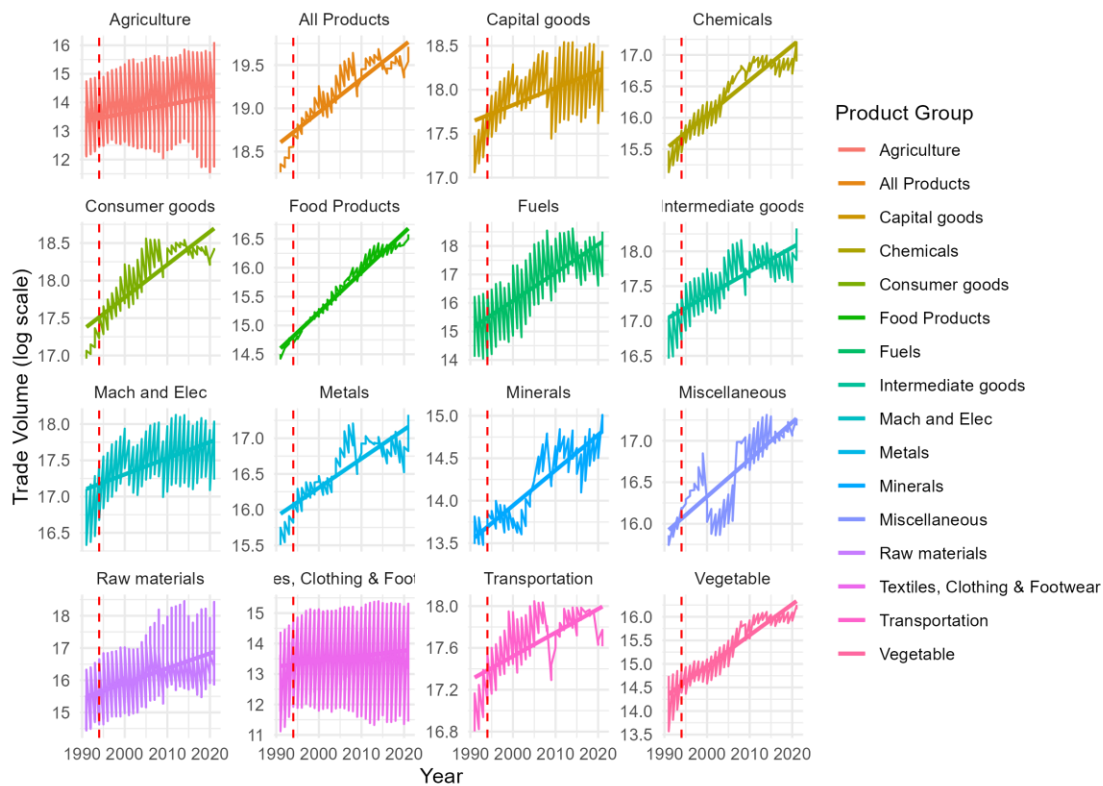 Agriculture All Products Capital goods Chemicals
16
15
14
13
12
19.5
19.0
18.5
18.5
18.0
17.5
17.0
17.0
16.5
16.0
15.5
Consumer goods Food Products Fuels Intermediate goods
18.5
18.0
17.5
17.0
16.5
16.0
15.5
15.0
14.5
18
17
16
15
14
18.0
17.5
17.0
16.5
Mach and Elec Metals Minerals Miscellaneous
18.0
17.5
17.0
16.5
17.0
16.5
16.0
15.5
15.0
14.5
14.0
13.5
17.0
16.5
16.0
Raw materials es, Clothing & Foot Transportation Vegetable
18
17
16
15
15
14
13
12
11
18.0
17.6
17.2
16.8
16.0
15.5
15.0
14.5
14.0
13.5
1990 2000 2010 2020 1990 2000 2010 2020 1990 2000 2010 2020 1990 2000 2010 2020
Year
Trade Volume (log scale)
Product Group
Agriculture
All Products
Capital goods
Chemicals
Consumer goods
Food Products
Fuels
Intermediate goods
Mach and Elec
Metals
Minerals
Miscellaneous
Raw materials
Textiles, Clothing & Footwear
Transportation
Vegetable